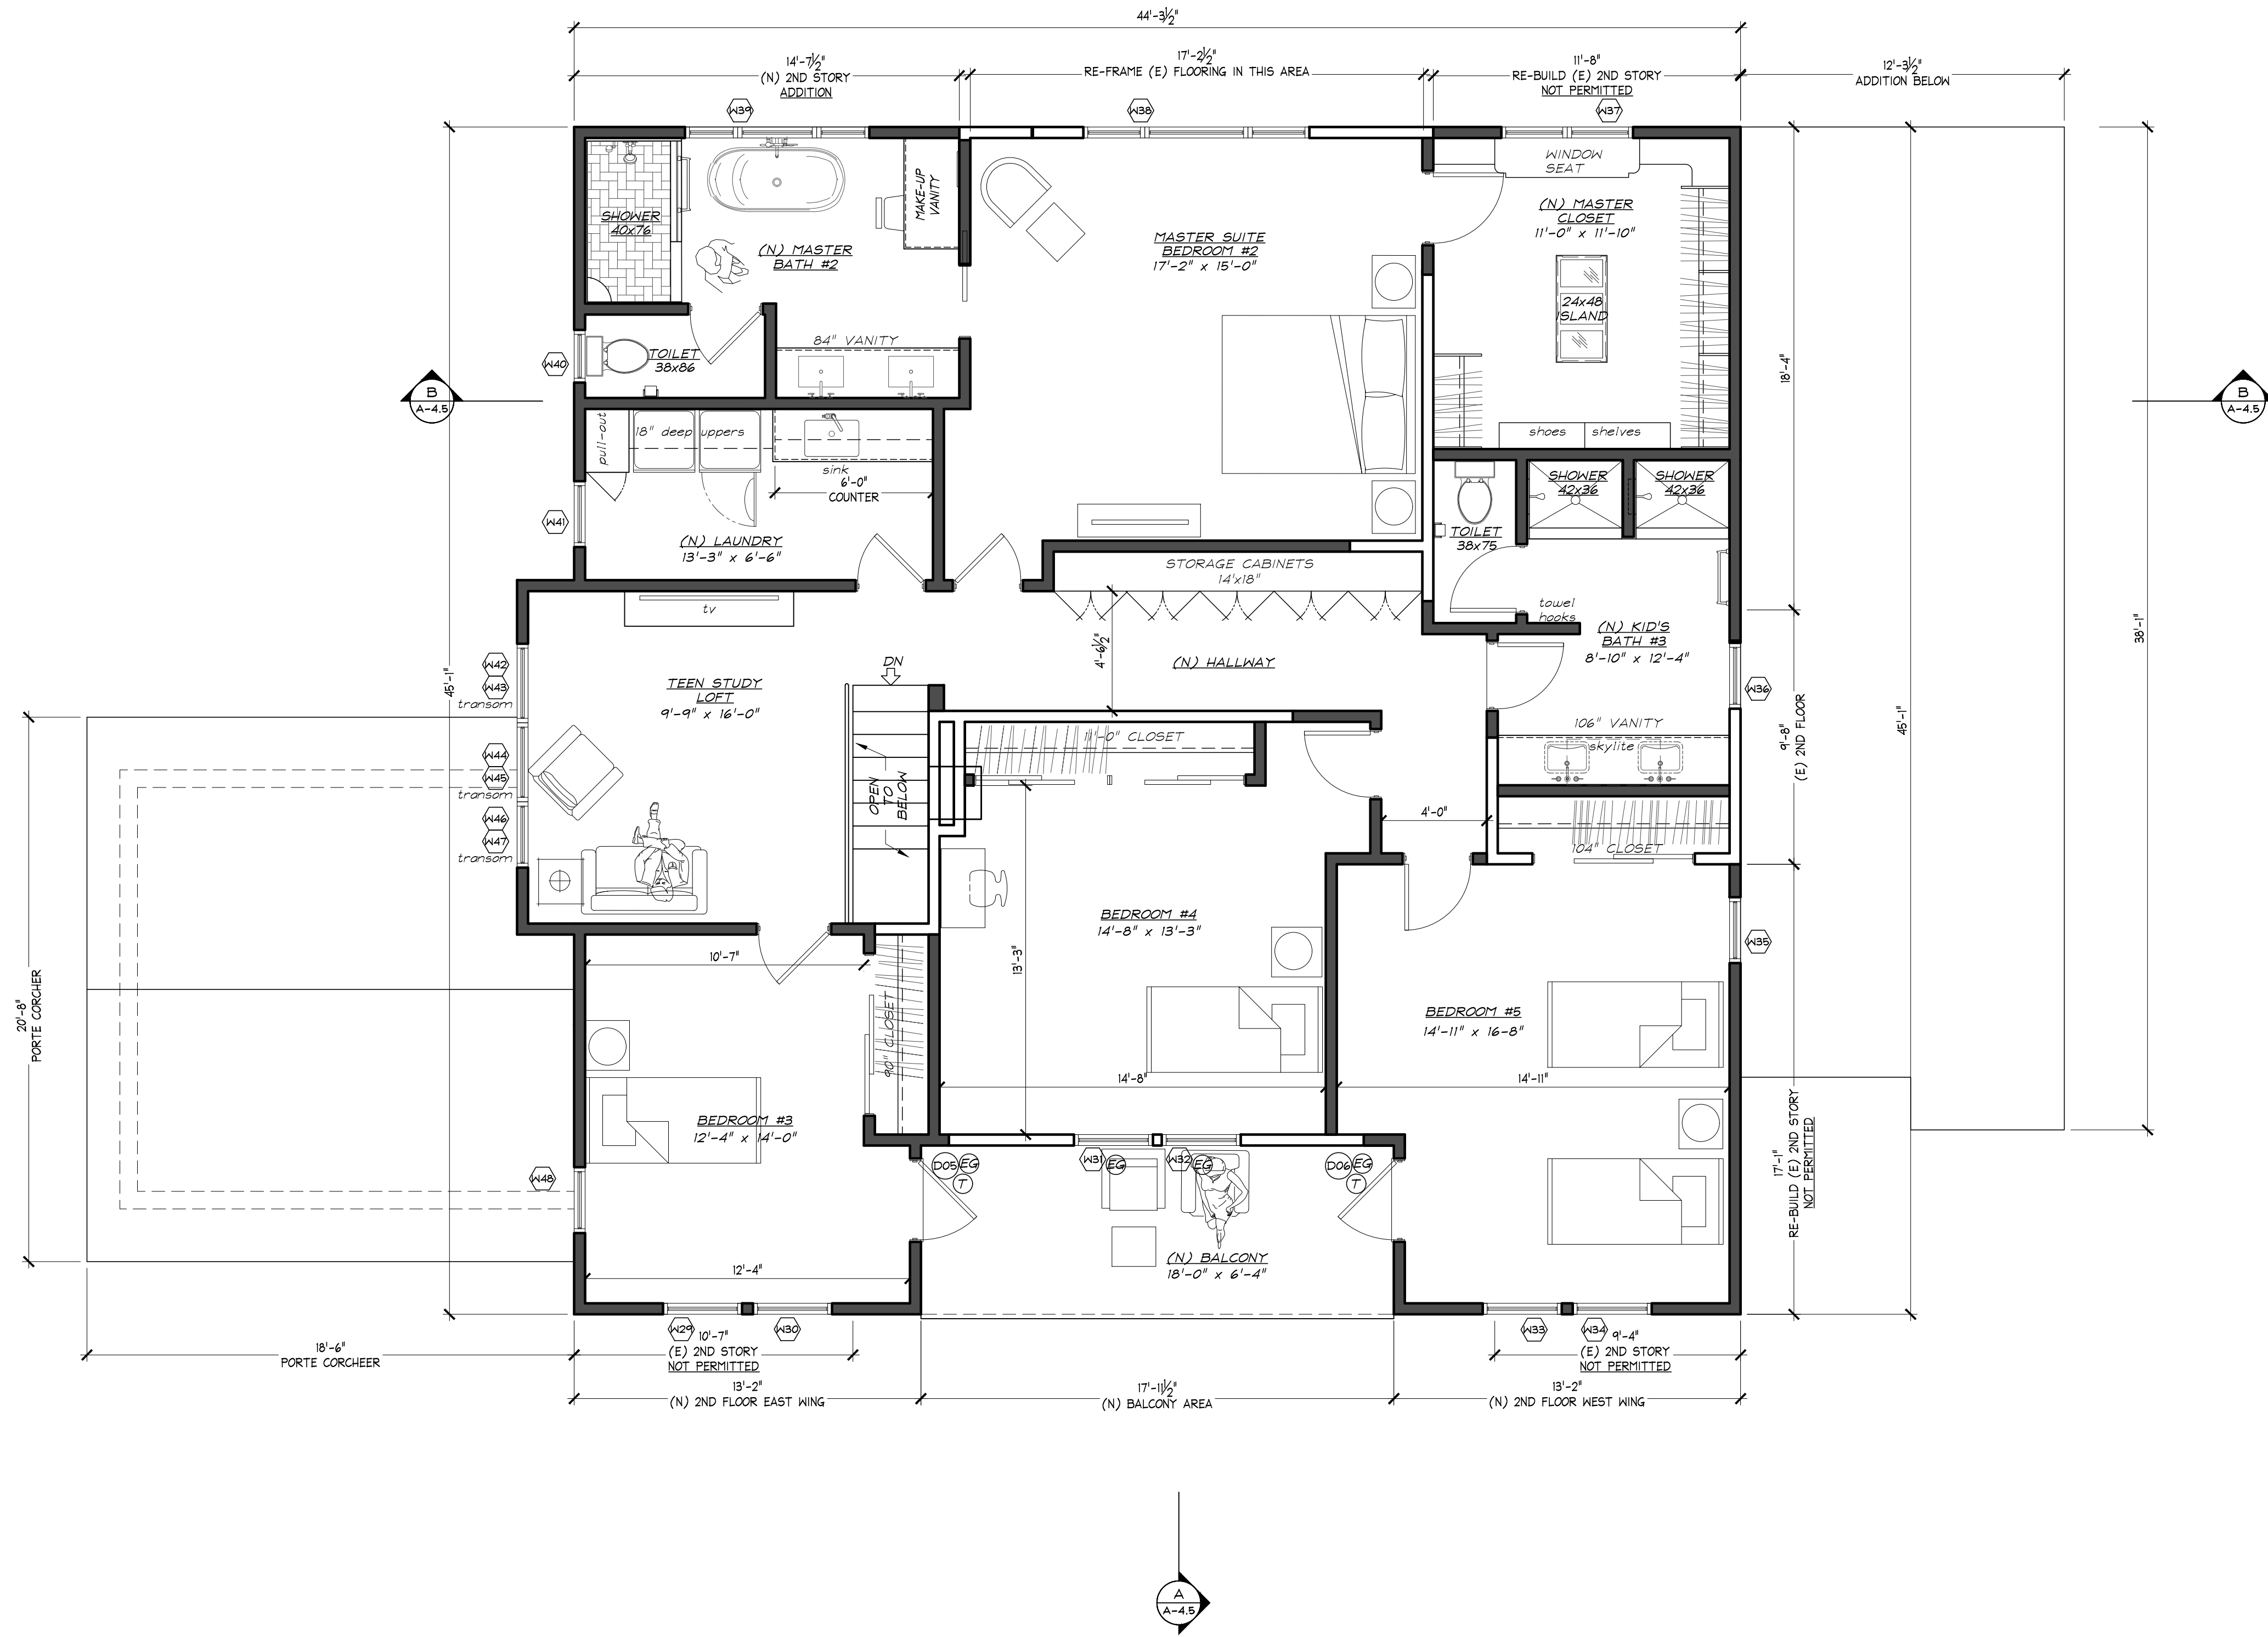 44'-3½"
14'-7½"
(N) 2ND STORY
ADDITION
17'-2½"
RE-FRAME (E) FLOORING IN THIS AREA
11'-8"
RE-BUILD (E) 2ND STORY
NOT PERMITTED
12'-3½"
ADDITION BELOW
W39
W38
W37
SHOWER
40x76
MAKE-UP
VANITY
(N) MASTER
BATH #2
MASTER SUITE
BEDROOM #2
17'-2" x 15'-0"
WINDOW
SEAT
(N) MASTER
CLOSET
11'-0" x 11'-10"
24x48
ISLAND
84" VANITY
TOILET
38x86
W40
B
A-4.5
B
A-4.5
18'-4"
pull-out
18" deep uppers
sink
6'-0"
COUNTER
shoes shelves
W41
(N) LAUNDRY
13'-3" x 6'-6"
SHOWER
42x36
SHOWER
42x36
TOILET
38x75
STORAGE CABINETS
14'x18"
tv
towel
hooks
(N) KID'S
BATH #3
8'-10" x 12'-4"
38'-1"
45'-1"
4'-6½"
(N) HALLWAY
DN
W42
W43
transom
TEEN STUDY
LOFT
9'-9" x 16'-0"
W36
45'-1"
9'-8"
(E) 2ND FLOOR
106" VANITY
skylite
11'-0" CLOSET
W44
W45
transom
OPEN
TO
BELOW
W46
W47
transom
4'-0"
104" CLOSET
BEDROOM #4
14'-8" x 13'-3"
W35
10'-7"
13'-3"
20'-8"
PORTE CORCHER
90" CLOSET
BEDROOM #5
14'-11" x 16-8"
14'-8"
14'-11"
BEDROOM #3
12'-4" x 14'-0"
17'-1"
RE-BUILD (E) 2ND STORY
NOT PERMITTED
W48
D05 EG
T
W31 EG
W32 EG
D06 EG
T
(N) BALCONY
18'-0" x 6'-4"
12'-4"
W29
W30
W33
W34
10'-7"
(E) 2ND STORY
NOT PERMITTED
9'-4"
(E) 2ND STORY
NOT PERMITTED
18'-6"
PORTE CORCHEER
13'-2"
(N) 2ND FLOOR EAST WING
17'-11½"
(N) BALCONY AREA
13'-2"
(N) 2ND FLOOR WEST WING
A
A-4.5